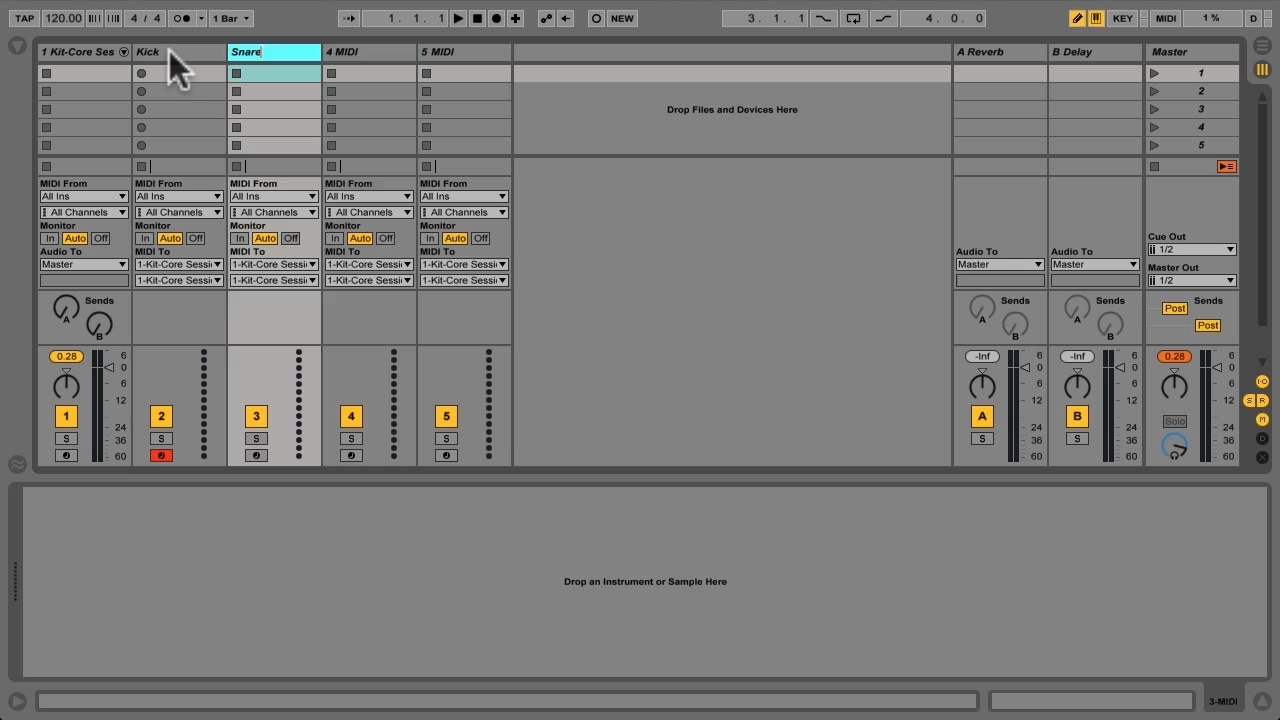 TAP 120.00 4 / 4 1 Bar 1. 1. 1 NEW 3. 1. 1 4. 0. 0 KEY MIDI 1 % D
1 Kit-Core Ses Kick Snare 4 MIDI 5 MIDI A Reverb B Delay Master
1
2
Drop Files and Devices Here 3
4
5
MIDI From MIDI From MIDI From MIDI From MIDI From
All Ins All Ins All Ins All Ins All Ins
All Channels All Channels All Channels All Channels All Channels
Monitor Monitor Monitor Monitor Monitor
In Auto Off In Auto Off In Auto Off In Auto Off In Auto Off Cue Out
1/2
Audio To MIDI To MIDI To MIDI To MIDI To Audio To Audio To
Master 1-Kit-Core Sessi 1-Kit-Core Sessi 1-Kit-Core Sessi 1-Kit-Core Sessi Master Master Master Out
1-Kit-Core Sessi 1-Kit-Core Sessi 1-Kit-Core Sessi 1-Kit-Core Sessi 1/2
Sends Sends Sends Post Sends
A A A
B B B Post
0.28 6 -Inf 6 -Inf 6 0.28 6
0 0 0 0
6 6 6 6
12 12 12 12
1 2 3 4 5 A B Solo
24 24 24 24
S S S S S S S
36 36 36 36
60 60 60 60
I·O
S R
M
D
X
Drop an Instrument or Sample Here
3-MIDI